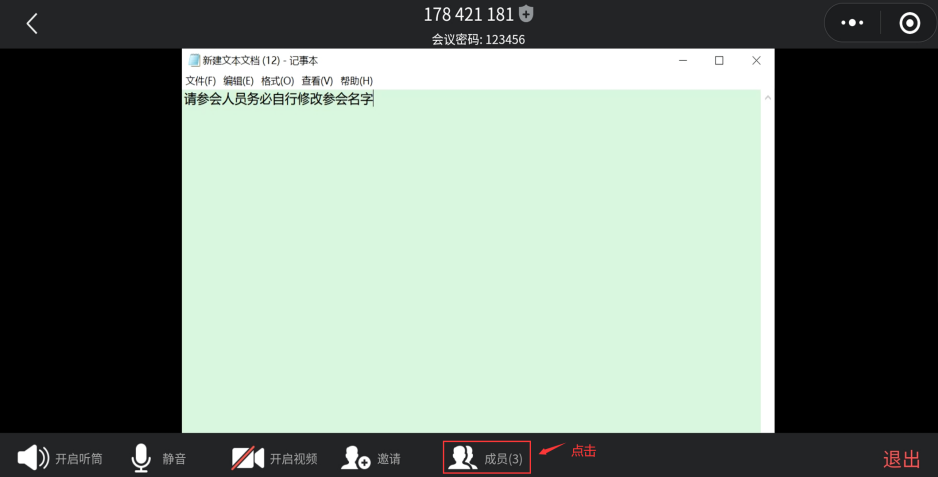 178 421 181
会议密码: 123456
新建文本文档 (12) - 记事本
文件(F) 编辑(E) 格式(O) 查看(V) 帮助(H)
请参会人员务必自行修改参会名字
开启听筒 静音 开启视频 邀请 成员(3) 点击 退出